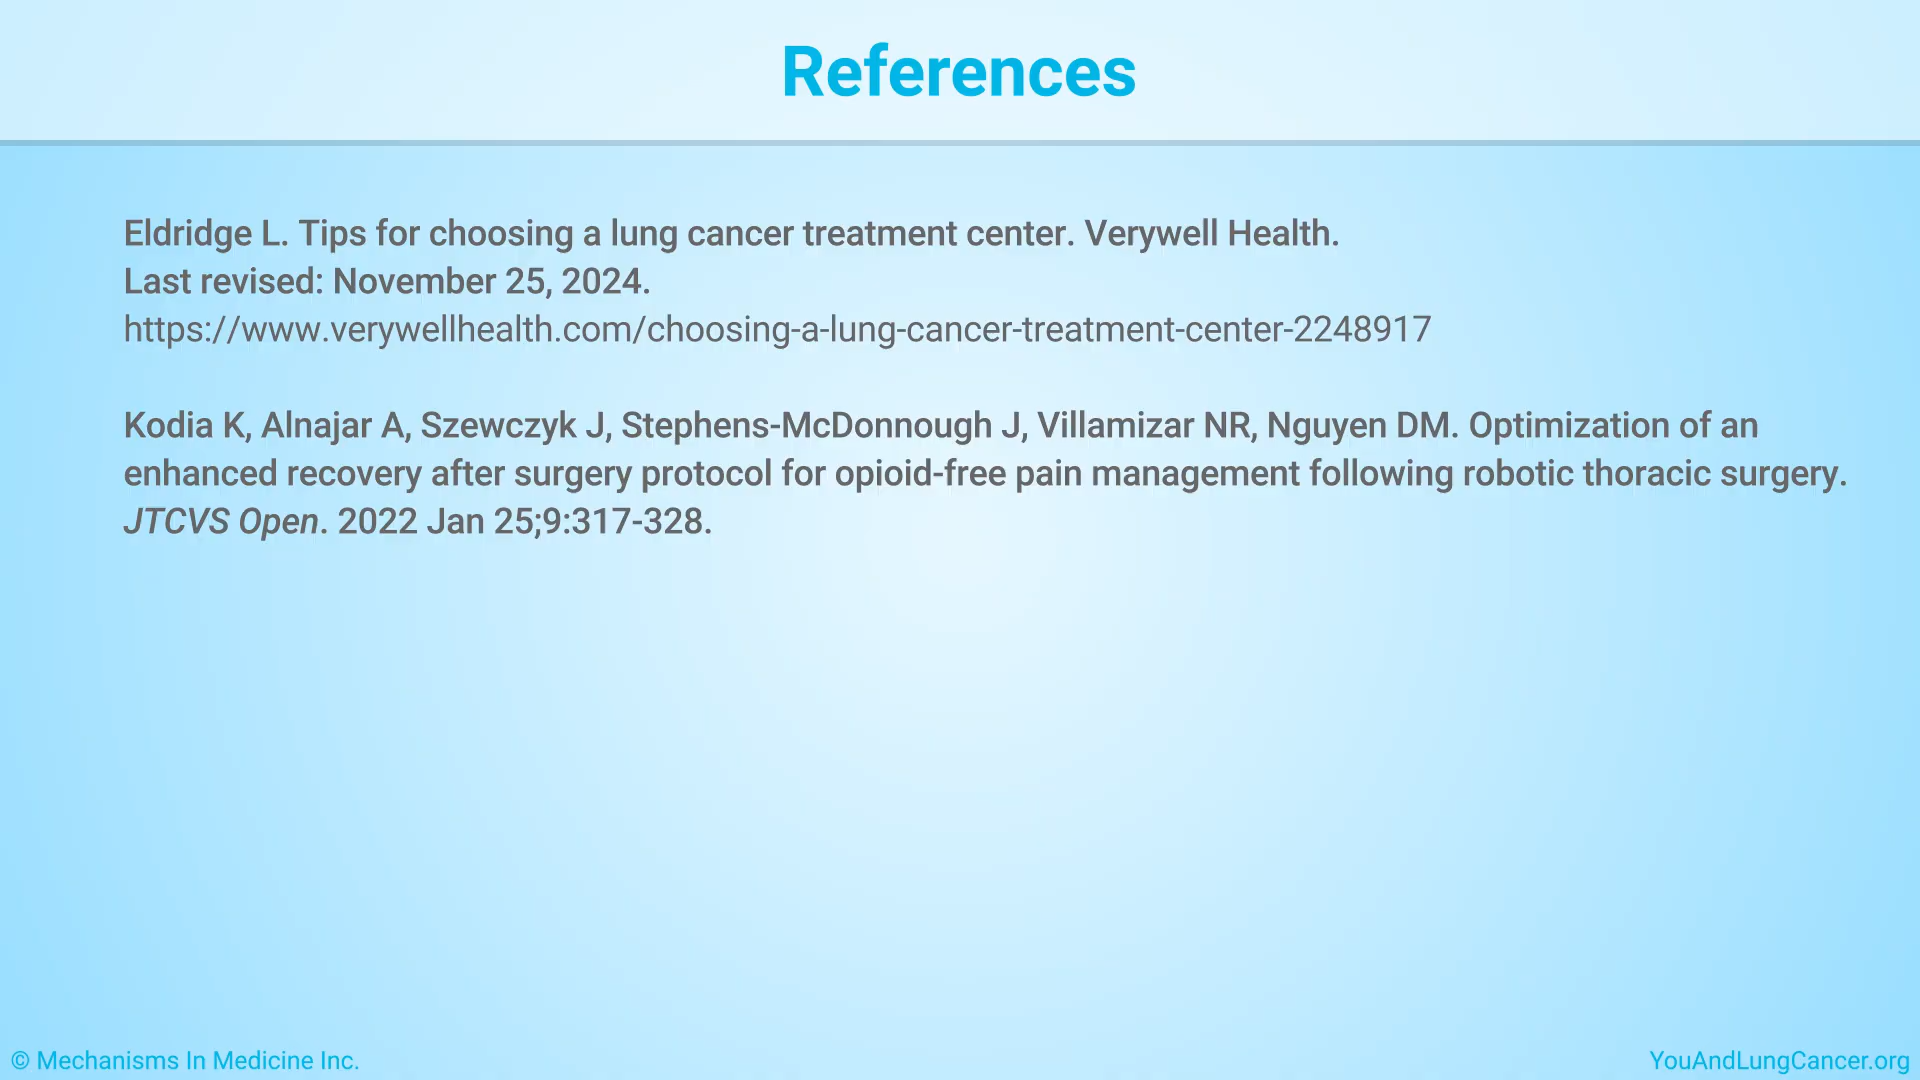 References
Eldridge L. Tips for choosing a lung cancer treatment center. Verywell Health.
Last revised: November 25, 2024.
https://www.verywellhealth.com/choosing-a-lung-cancer-treatment-center-2248917
Kodia K, Alnajar A, Szewczyk J, Stephens-McDonnough J, Villamizar NR, Nguyen DM. Optimization of an
enhanced recovery after surgery protocol for opioid-free pain management following robotic thoracic surgery.
JTCVS Open. 2022 Jan 25;9:317-328.
© Mechanisms In Medicine Inc.
YouAndLungCancer.org